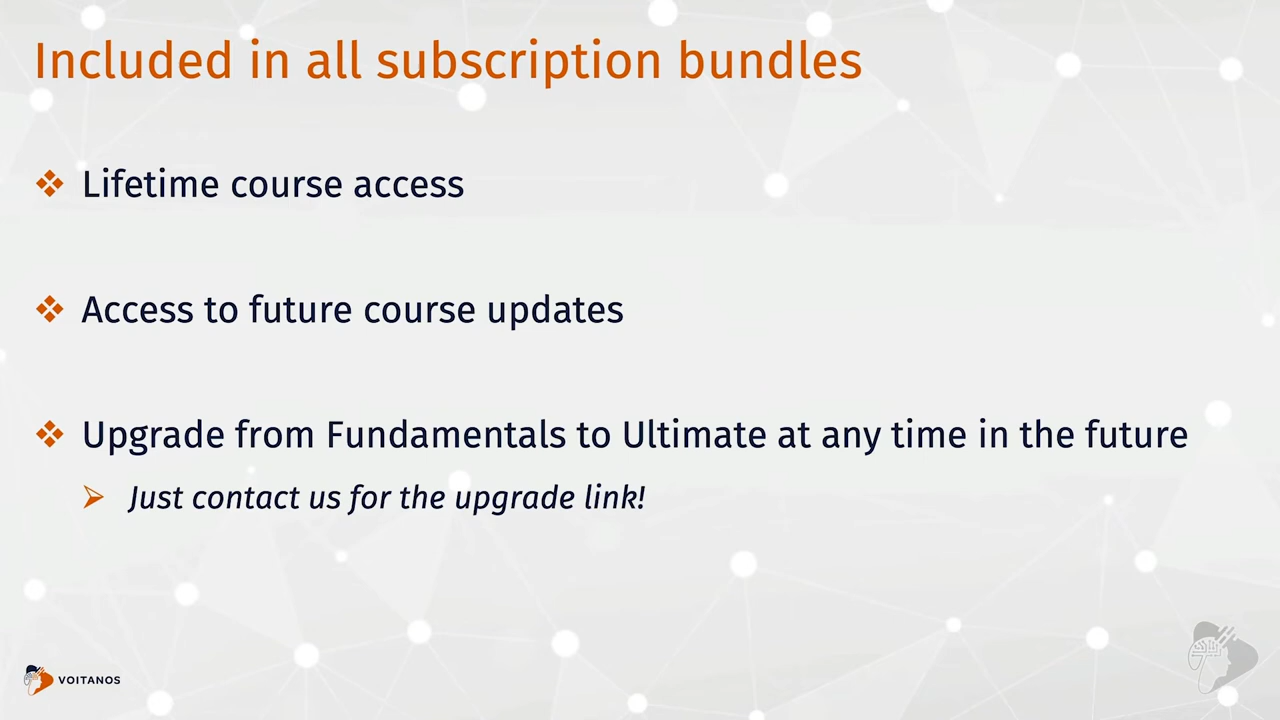 Included in all subscription bundles
Lifetime course access
Access to future course updates
Upgrade from Fundamentals to Ultimate at any time in the future
Just contact us for the upgrade link!
VOITANOS